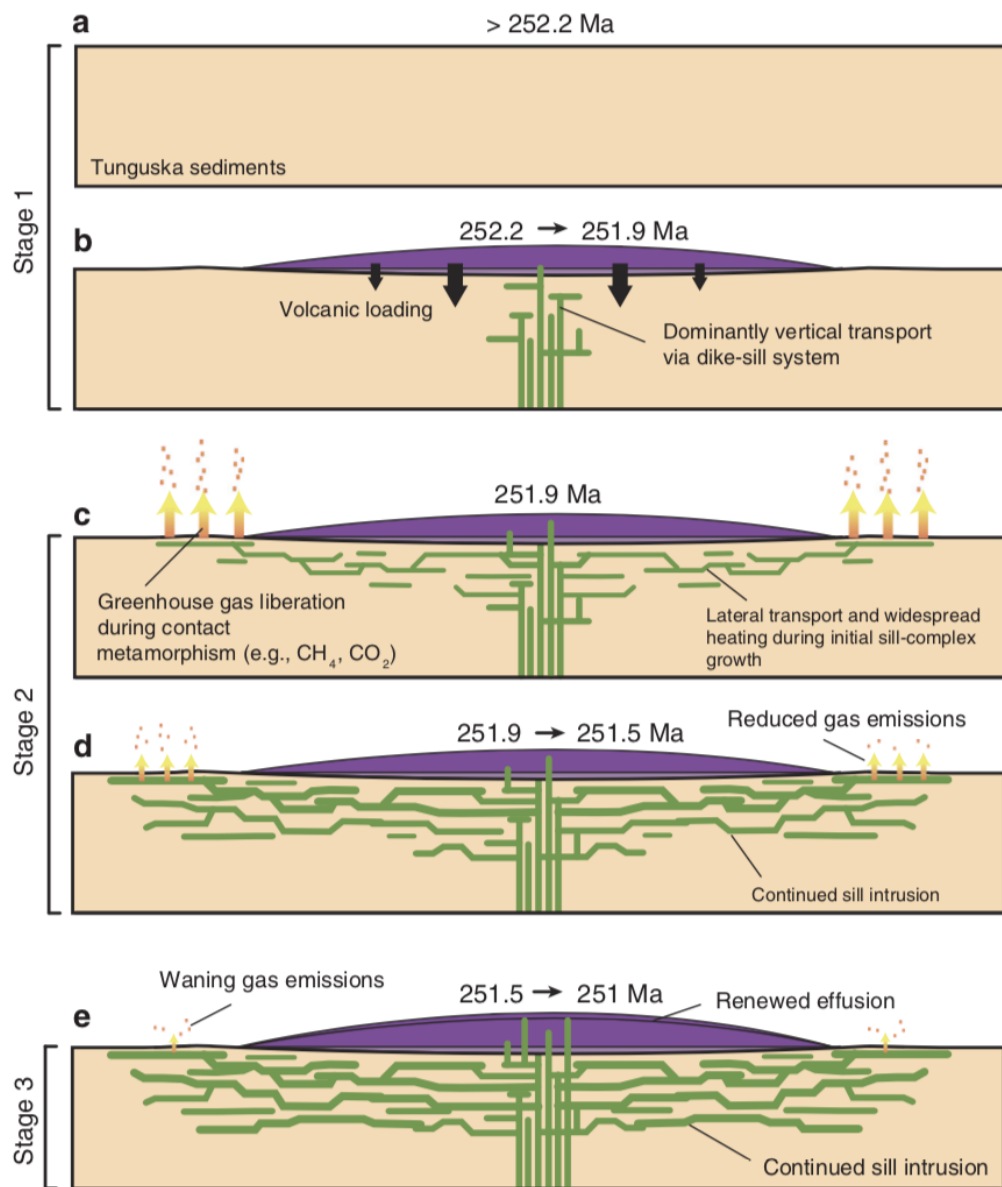 a
> 252.2 Ma
Tunguska sediments
Stage 1
b
252.2 → 251.9 Ma
Volcanic loading
Dominantly vertical transport
via dike-sill system
c
251.9 Ma
Greenhouse gas liberation
during contact
metamorphism (e.g., CH₄, CO₂)
Lateral transport and widespread
heating during initial sill-complex
growth
Stage 2
d
251.9 → 251.5 Ma
Reduced gas emissions
Continued sill intrusion
e
Waning gas emissions
251.5 → 251 Ma
Renewed effusion
Stage 3
Continued sill intrusion